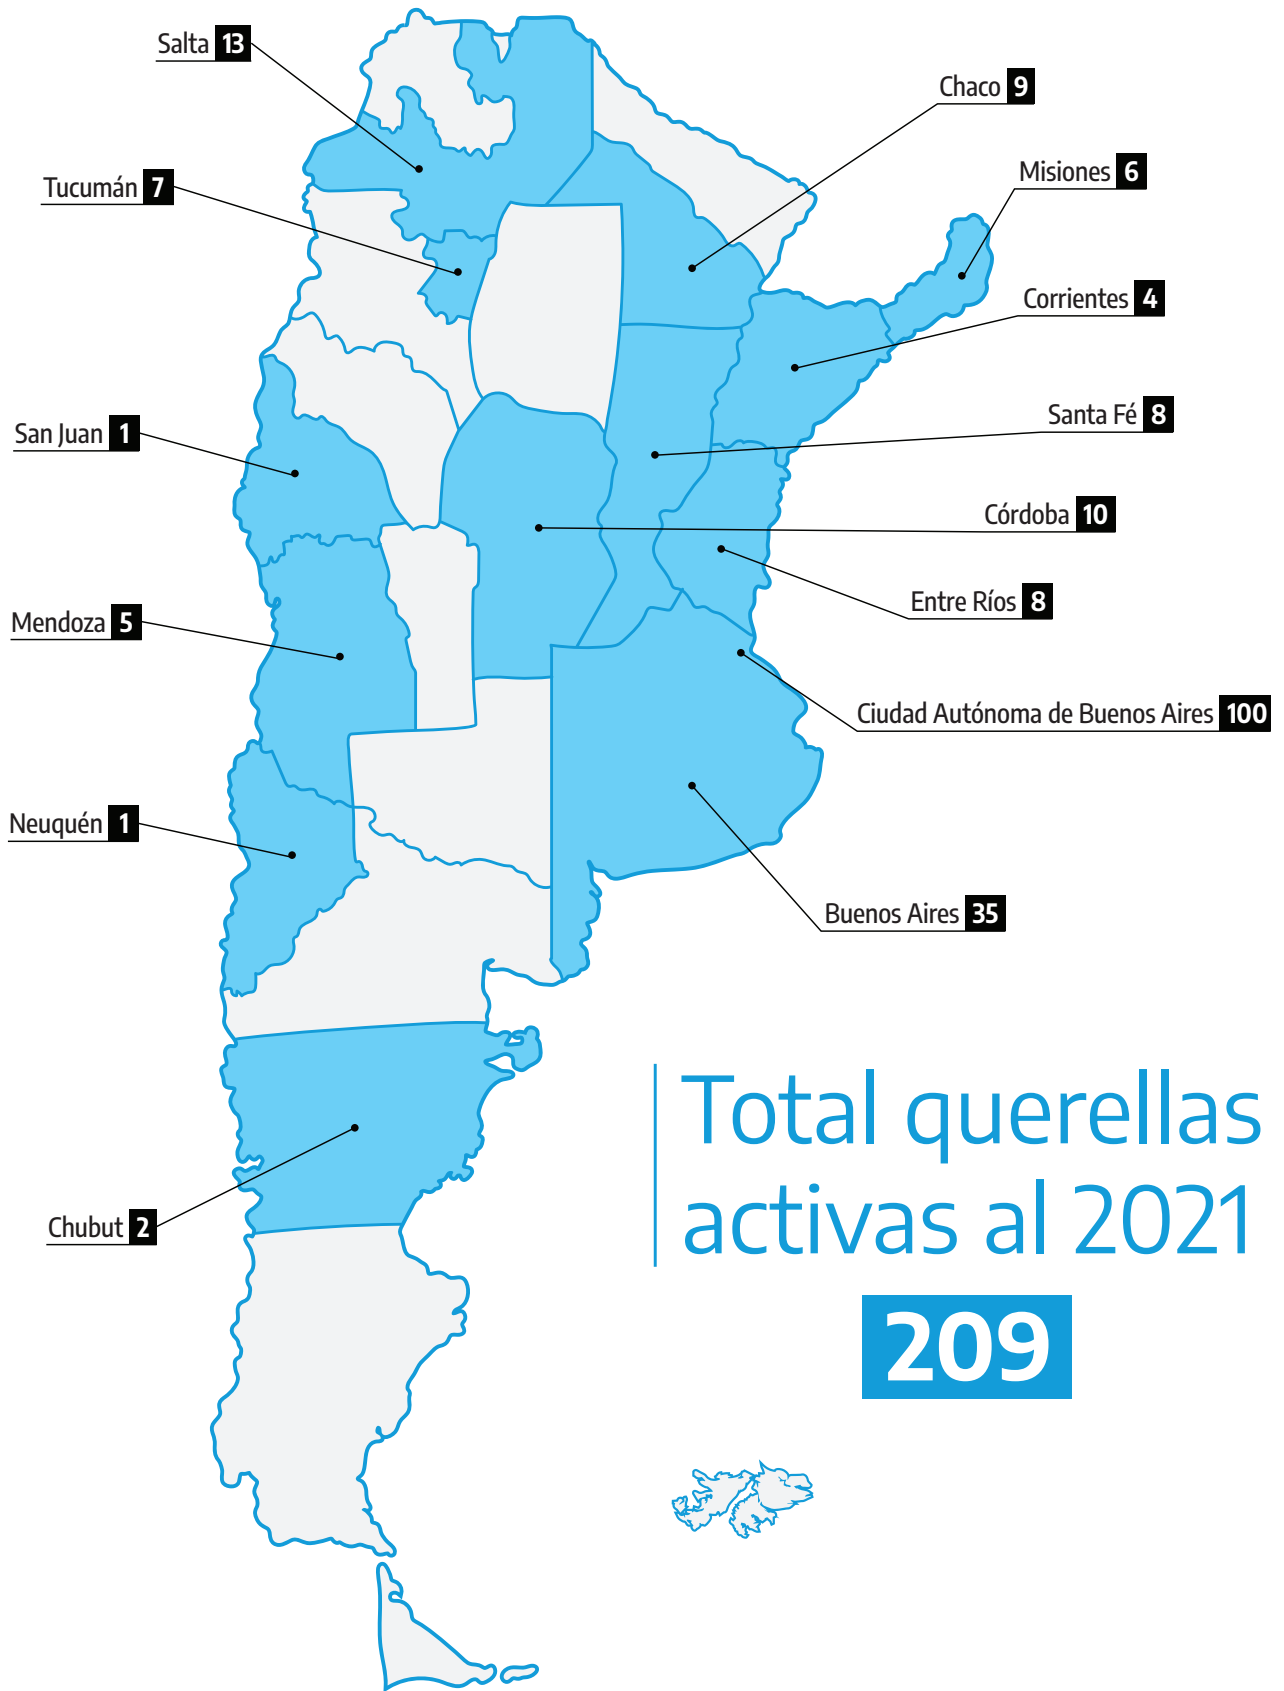 Salta 13
Chaco 9
Misiones 6
Tucumán 7
Corrientes 4
Santa Fé 8
San Juan 1
Córdoba 10
Entre Ríos 8
Mendoza 5
Ciudad Autónoma de Buenos Aires 100
Neuquén 1
Buenos Aires 35
Total querellas
activas al 2021
209
Chubut 2